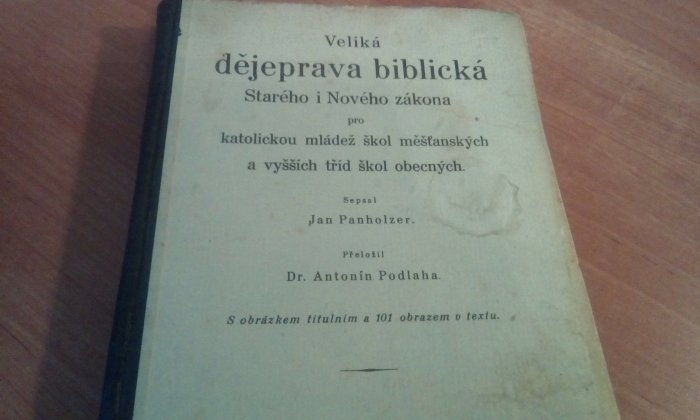 Veliká
dějeprava biblická
Starého i Nového zákona
pro
katolickou mládež škol měšťanských
a vyšších tříd škol obecných.
Sepsal
Jan Panholzer.
Přeložil
Dr. Antonín Podlaha.
S obrázkem titulním a 101 obrazem v textu.